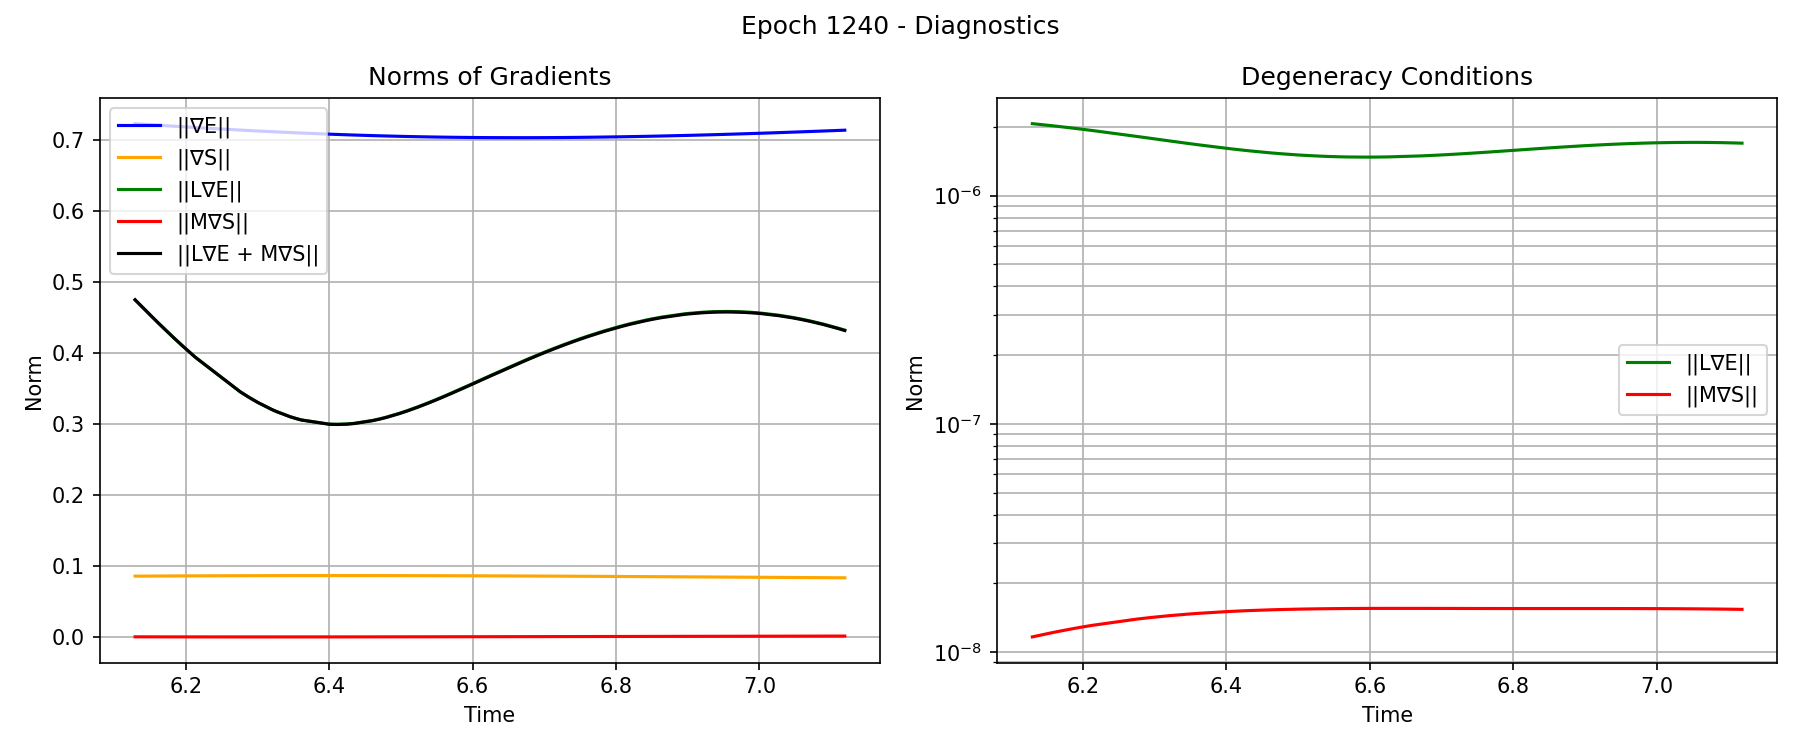 Epoch 1240 - Diagnostics
Norms of Gradients
||∇E||
||∇S||
||L∇E||
||M∇S||
||L∇E + M∇S||
0.7
0.6
0.5
0.4
0.3
0.2
0.1
0.0
Norm
6.2 6.4 6.6 6.8 7.0
Time
Degeneracy Conditions
||L∇E||
||M∇S||
10⁻⁶
10⁻⁷
10⁻⁸
Norm
6.2 6.4 6.6 6.8 7.0
Time